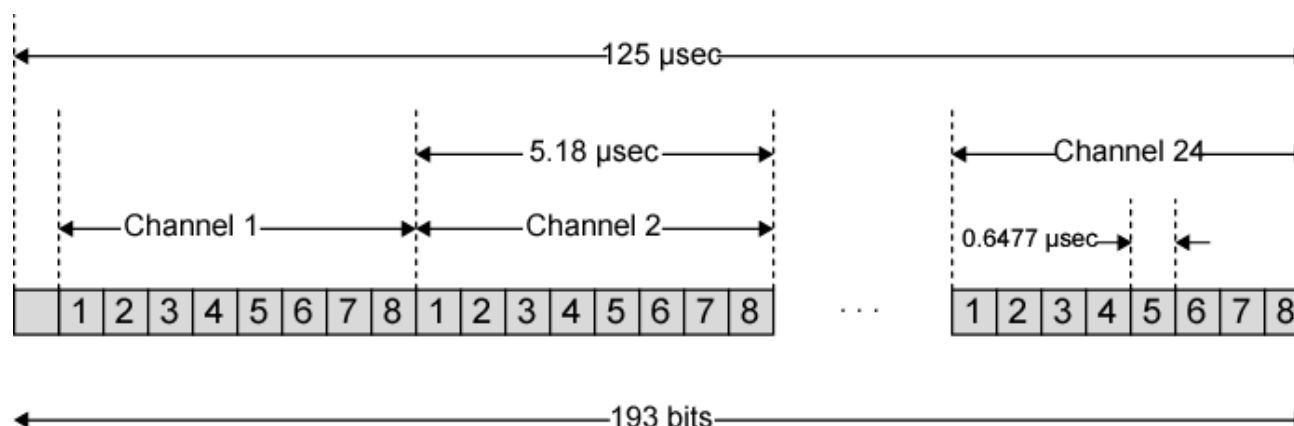 125 µsec
5.18 µsec Channel 24
Channel 1 Channel 2 0.6477 µsec
1 2 3 4 5 6 7 8 1 2 3 4 5 6 7 8 . . . 1 2 3 4 5 6 7 8
193 bits